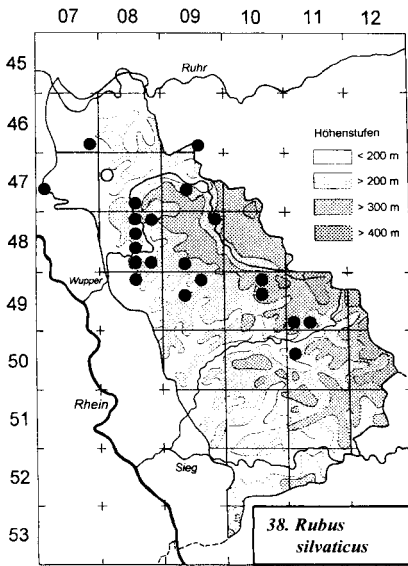 07 08 09 10 11 12
45
Ruhr
46
Höhenstufen
< 200 m
47
> 200 m
> 300 m
48
> 400 m
Wupper
49
50
Rhein
51
Sieg
52
38. Rubus
53
silvaticus